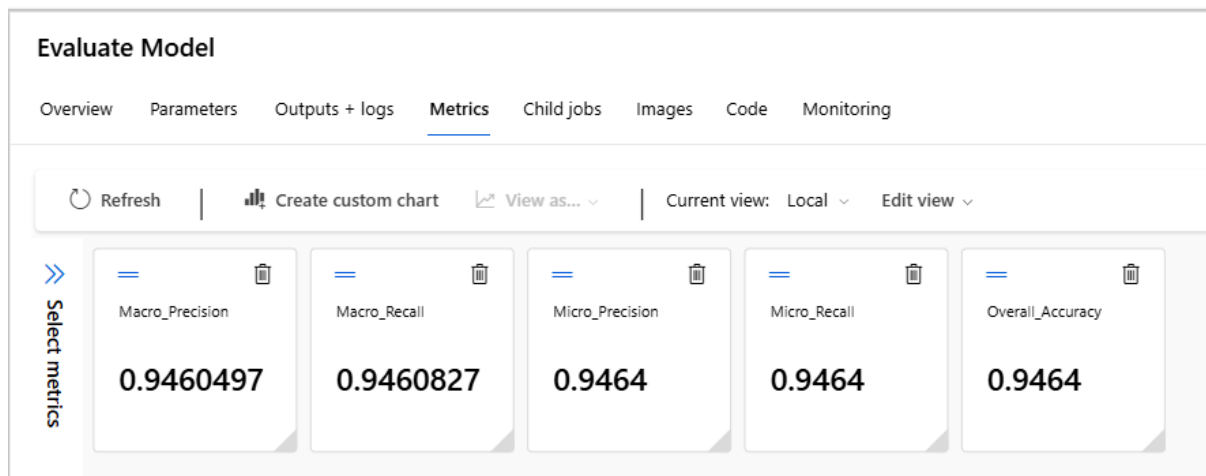 Evaluate Model
Overview Parameters Outputs + logs Metrics Child jobs Images Code Monitoring
Refresh Create custom chart View as... Current view: Local Edit view
Select metrics
Macro_Precision Macro_Recall Micro_Precision Micro_Recall Overall_Accuracy
0.9460497 0.9460827 0.9464 0.9464 0.9464